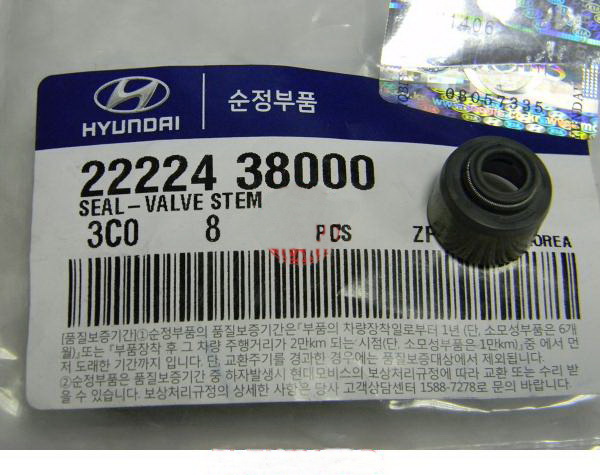 1406
03057335
HYUNDAI
순정부품
22224 38000
SEAL-VALVE STEM
3C0 8 PCS
KOREA
[품질보증기간]①순정부품의 품질보증기간은『부품의 차량장착일로부터 1년(단, 소모성부품은 6개
월)』또는『부품장착 후 그 차량 주행거리가 2만km 되는 시점(단, 소모성부품은 1만km)』중 에서 먼
저 도래한 기간까지 입니다. 단, 교환주기를 경과한 경우에는 품질보증대상에서 제외됩니다.
②순정부품은 품질보증기간 중 하자발생시 현대모비스의 보상처리규정에 따라 교환 또는 수리 받
을 수 있습니다. 보상처리규정의 상세한 사항은 당사 고객상담센터 1588-7278로 문의 바랍니다.